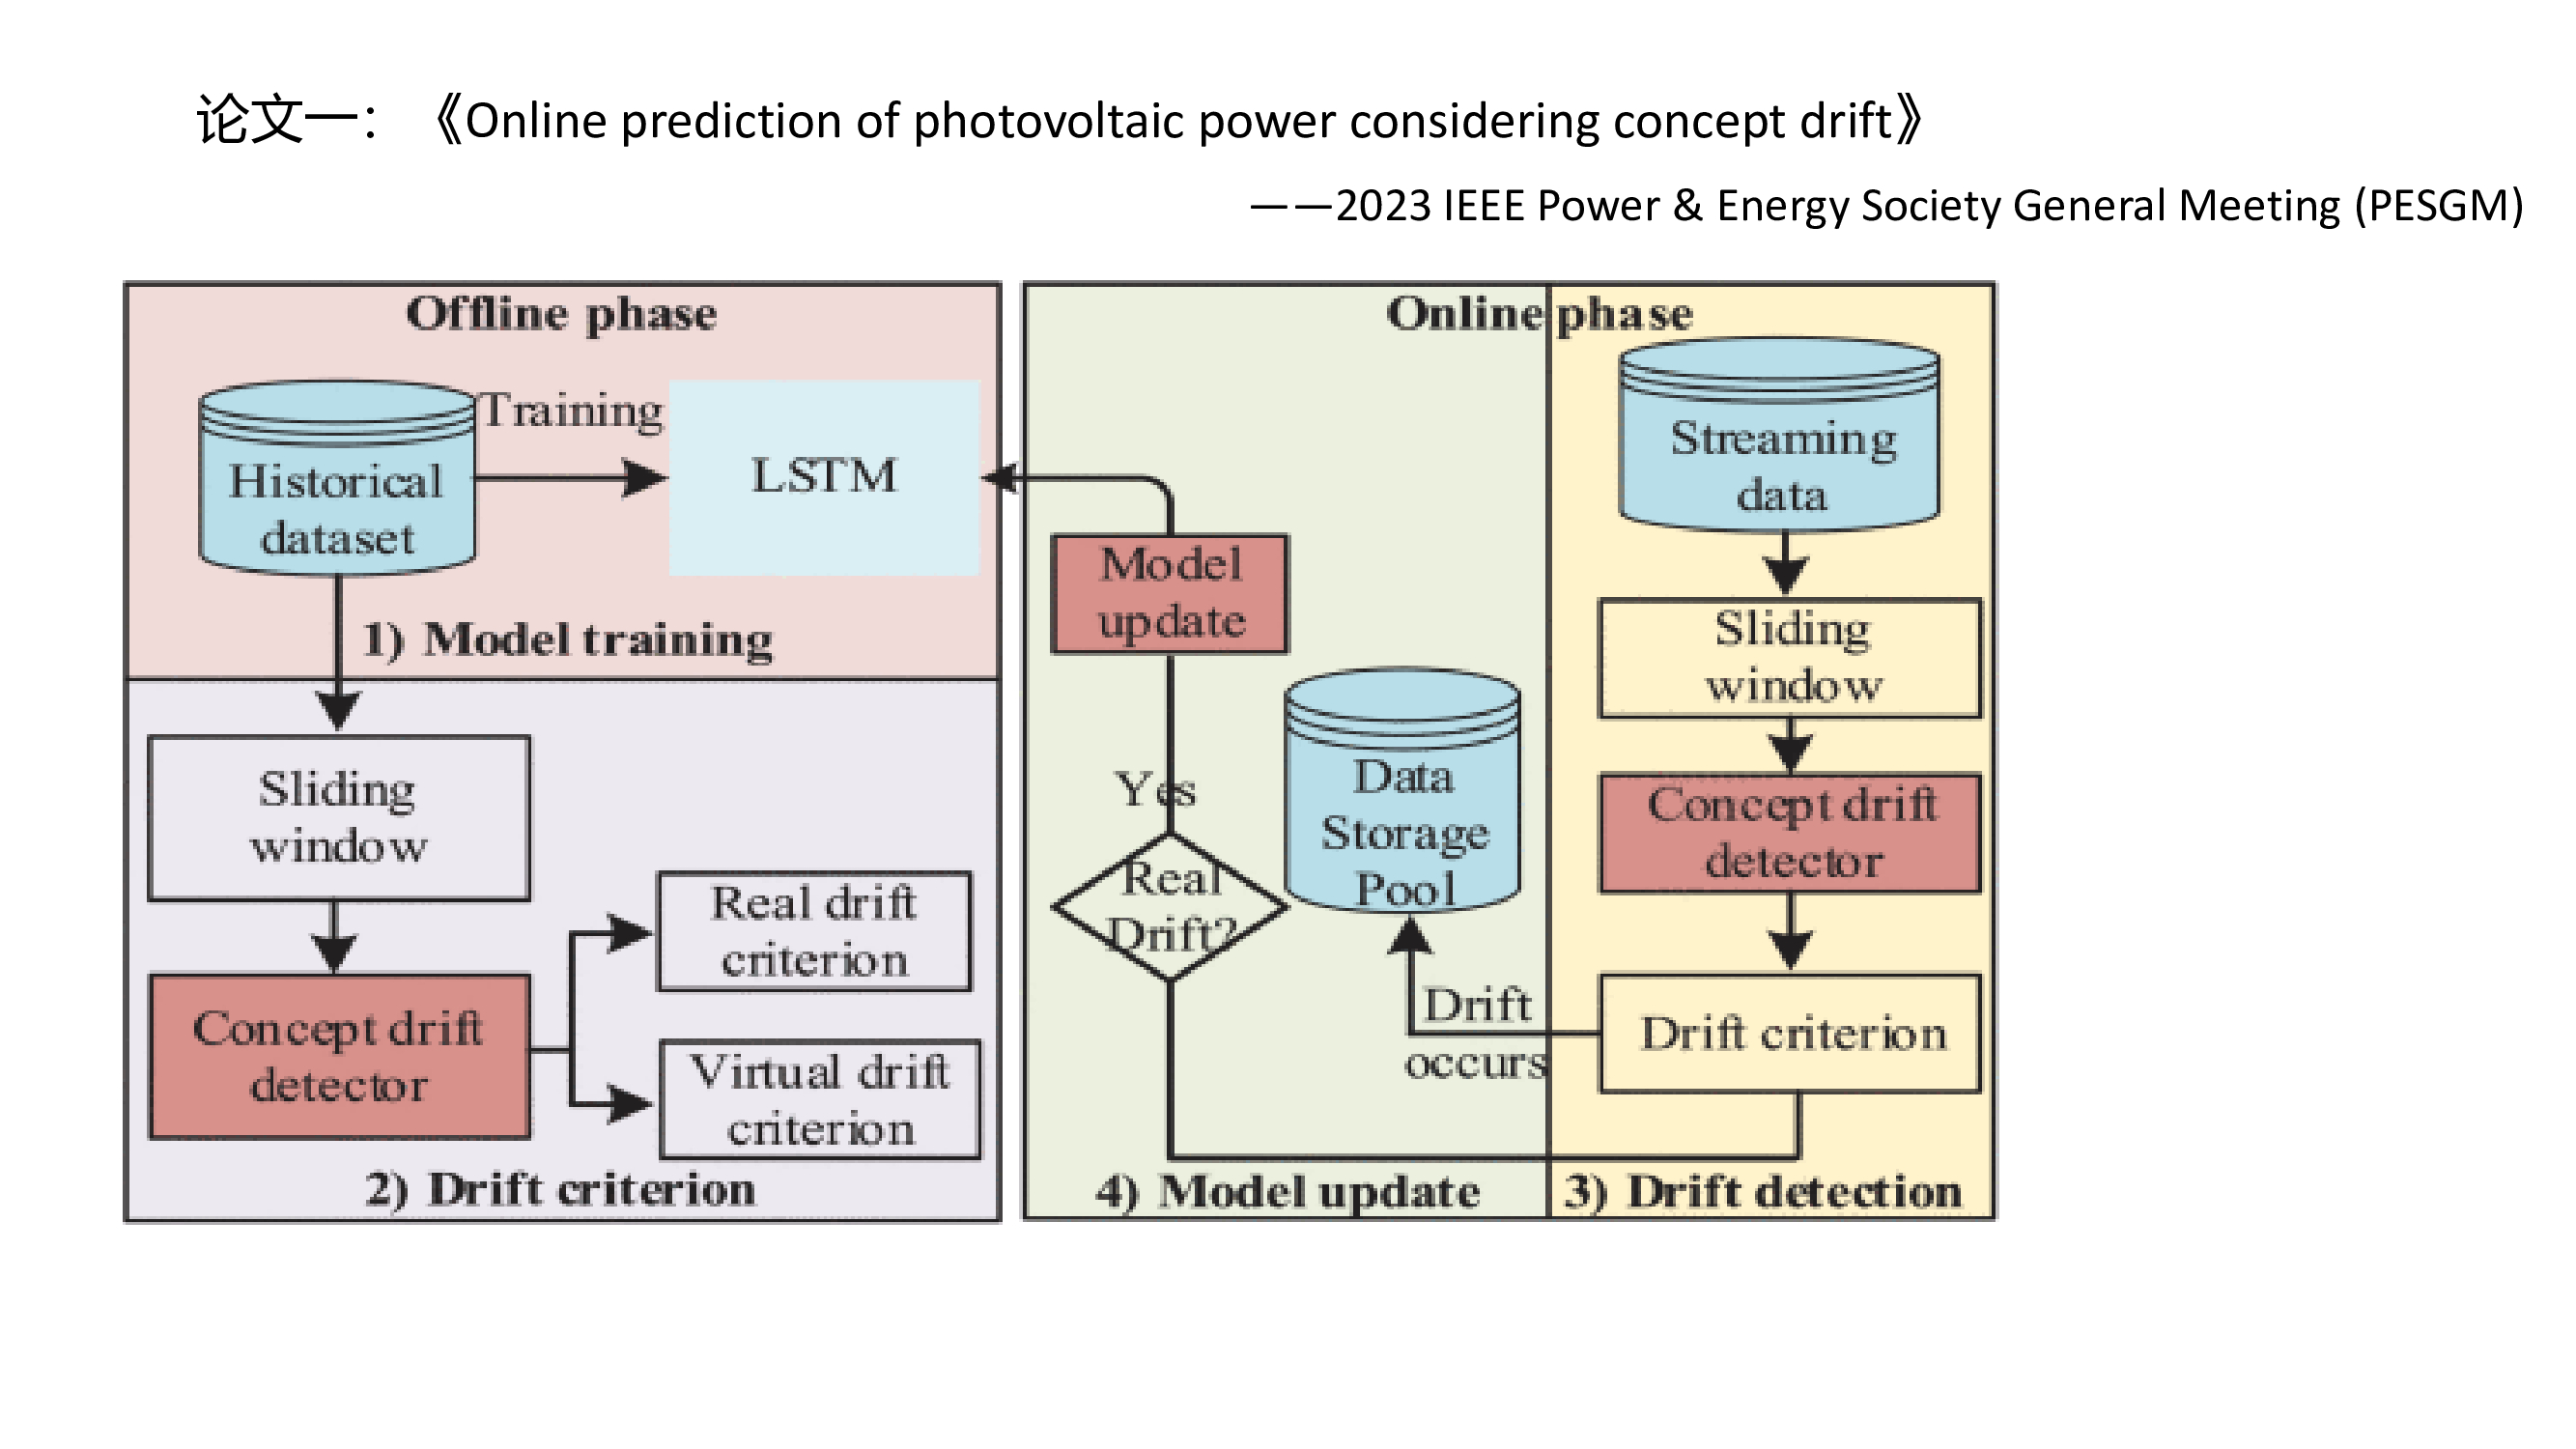 论文一：《Online prediction of photovoltaic power considering concept drift》
——2023 IEEE Power & Energy Society General Meeting (PESGM)
Offline phase
Historical
dataset
Training
LSTM
1) Model training
Sliding
window
Concept drift
detector
Real drift
criterion
Virtual drift
criterion
2) Drift criterion
Online phase
Model
update
Yes
Real
Drift?
Data
Storage
Pool
Drift
occurs
4) Model update
Streaming
data
Sliding
window
Concept drift
detector
Drift criterion
3) Drift detection